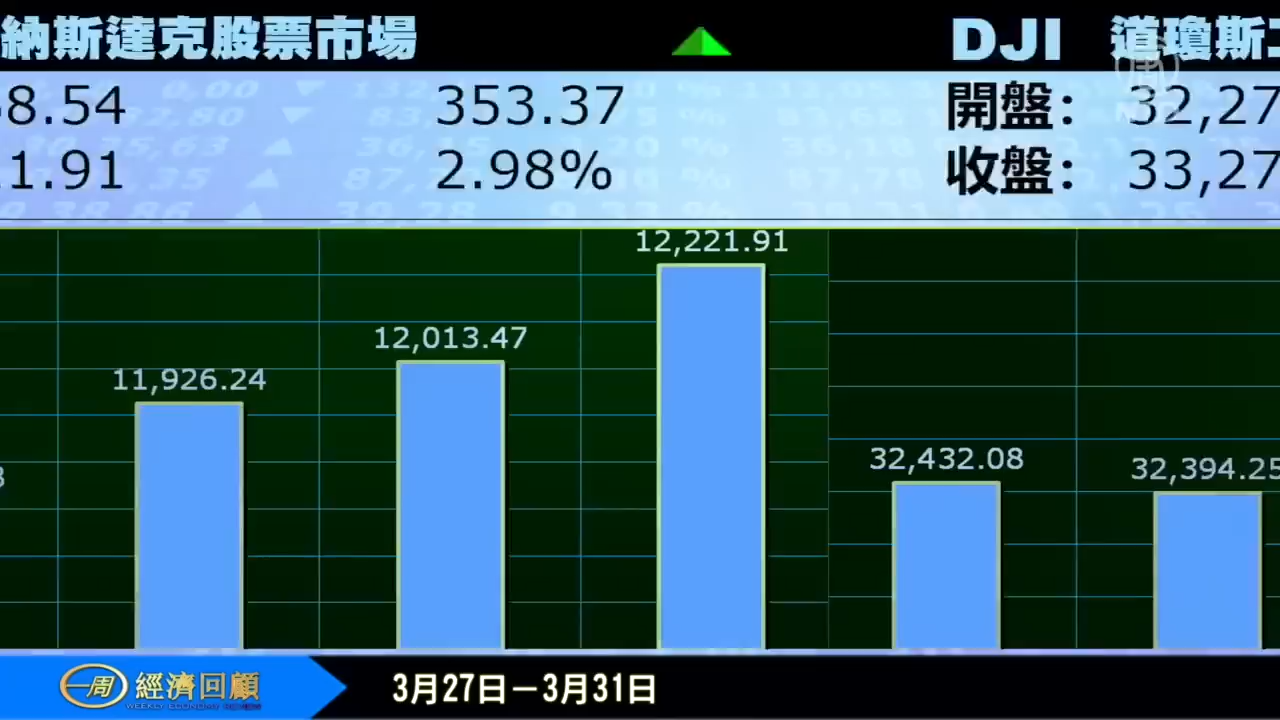 納斯達克股票市場
DJI 道瓊斯
8.54 353.37
開盤: 32,27
1.91 2.98%
收盤: 33,27
12,221.91
12,013.47
11,926.24
32,432.08
32,394.25
一周 經濟回顧
WEEKLY ECONOMY REVIEW
3月27日－3月31日